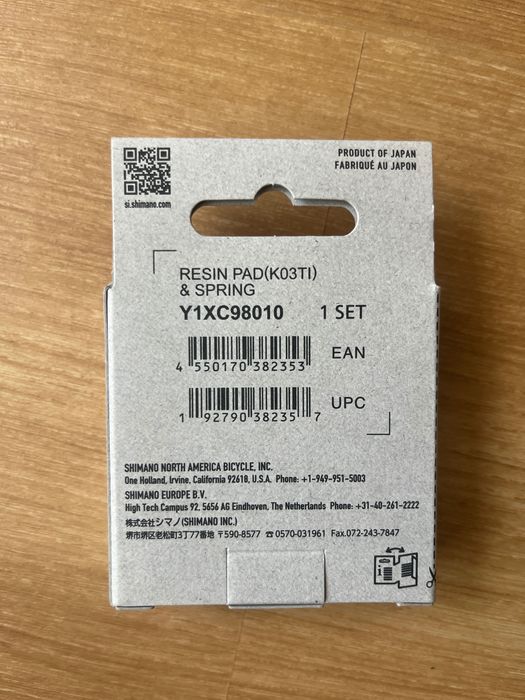 PRODUCT OF JAPAN
FABRIQUÉ AU JAPON
si.shimano.com
RESIN PAD(K03TI)
& SPRING
Y1XC98010 1 SET
4 550170 382353 EAN
1 92790 38235 7 UPC
SHIMANO NORTH AMERICA BICYCLE, INC.
One Holland, Irvine, California 92618, U.S.A. Phone: +1-949-951-5003
SHIMANO EUROPE B.V.
High Tech Campus 92, 5656 AG Eindhoven, The Netherlands Phone: +31-40-261-2222
株式会社シマノ(SHIMANO INC.)
堺市堺区老松町3丁77番地 〒590-8577 ☎0570-031961 Fax.072-243-7847